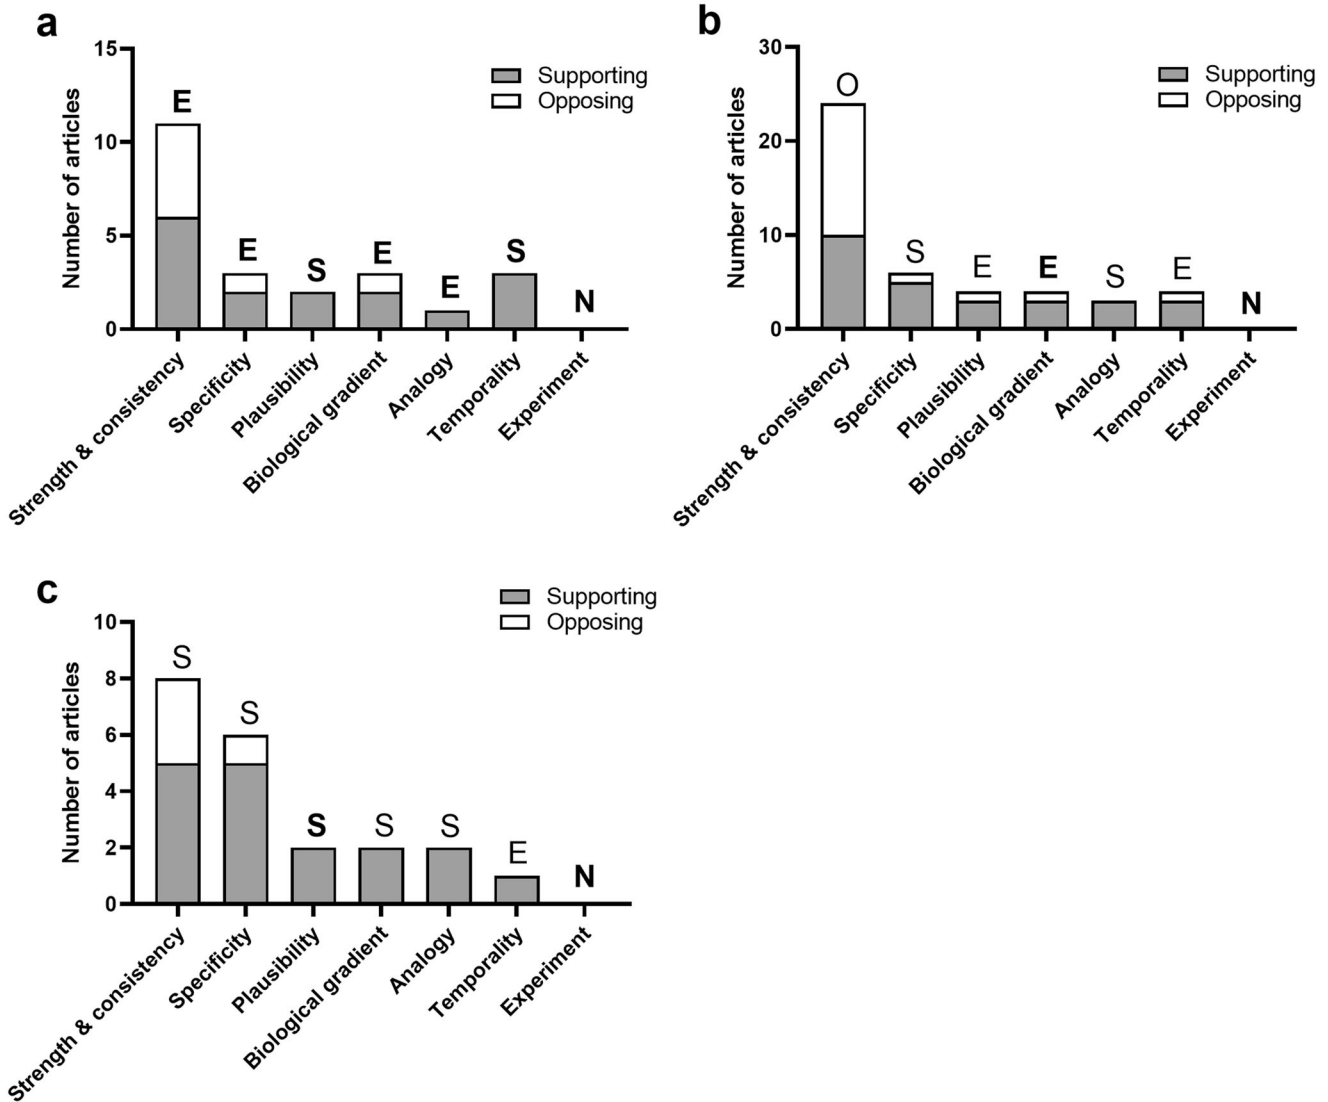 a
15
10
5
0
Number of articles
Supporting
Opposing
E
E
S
E
E
S
N
Strength & consistency
Specificity
Plausibility
Biological gradient
Analogy
Temporality
Experiment
b
30
20
10
0
Number of articles
Supporting
Opposing
O
S
E
E
S
E
N
Strength & consistency
Specificity
Plausibility
Biological gradient
Analogy
Temporality
Experiment
c
10
8
6
4
2
0
Number of articles
Supporting
Opposing
S
S
S
S
S
E
N
Strength & consistency
Specificity
Plausibility
Biological gradient
Analogy
Temporality
Experiment